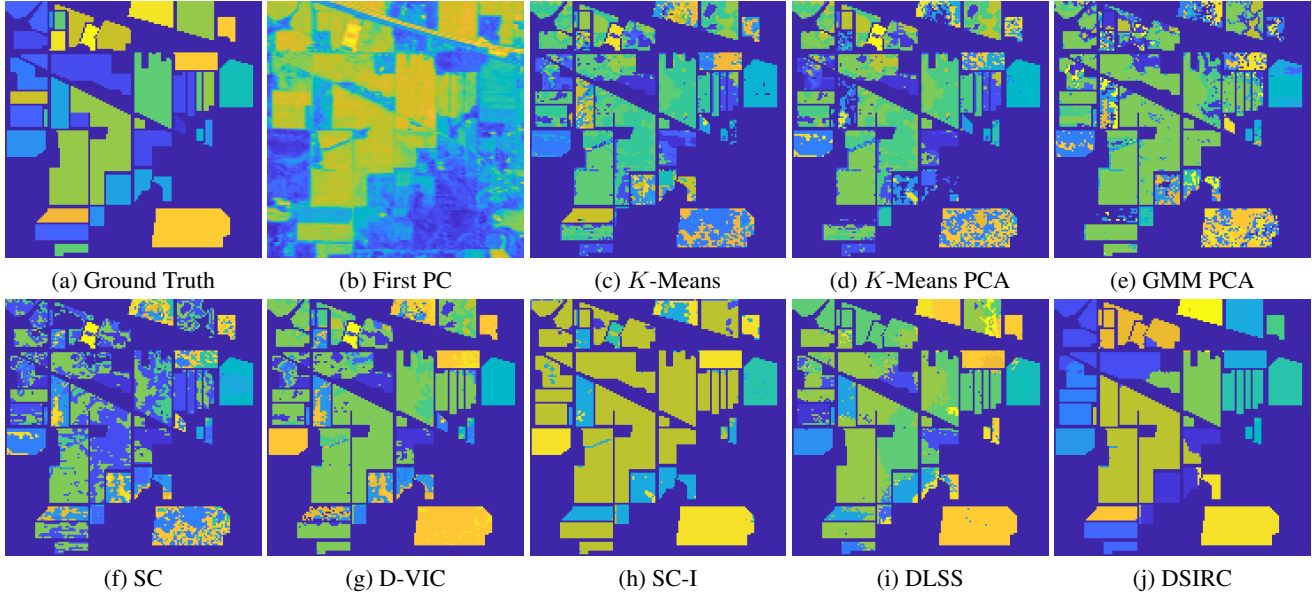 (a) Ground Truth
(b) First PC
(c) K-Means
(d) K-Means PCA
(e) GMM PCA
(f) SC
(g) D-VIC
(h) SC-I
(i) DLSS
(j) DSIRC